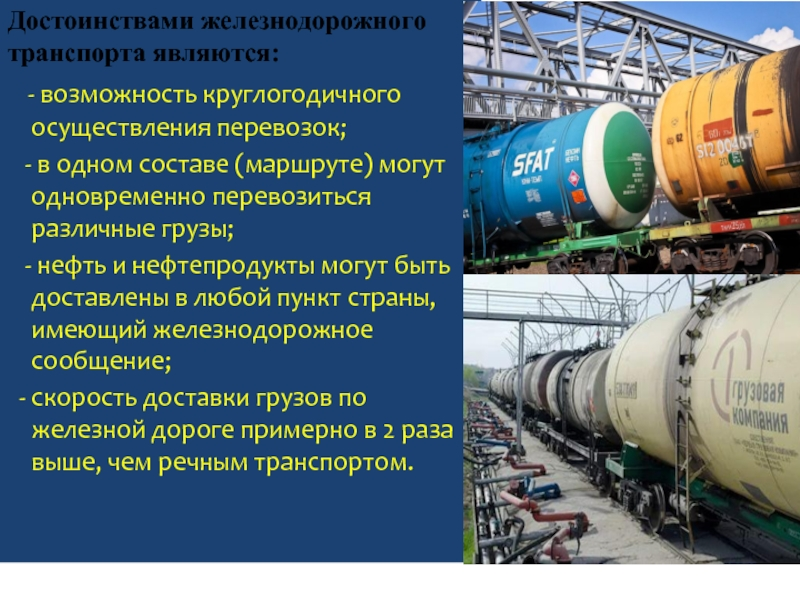 Достоинствами железнодорожного
транспорта являются:
- возможность круглогодичного
осуществления перевозок;
- в одном составе (маршруте) могут
одновременно перевозиться
различные грузы;
- нефть и нефтепродукты могут быть
доставлены в любой пункт страны,
имеющий железнодорожное
сообщение;
- скорость доставки грузов по
железной дороге примерно в 2 раза
выше, чем речным транспортом.
SFAT
грузовая
компания